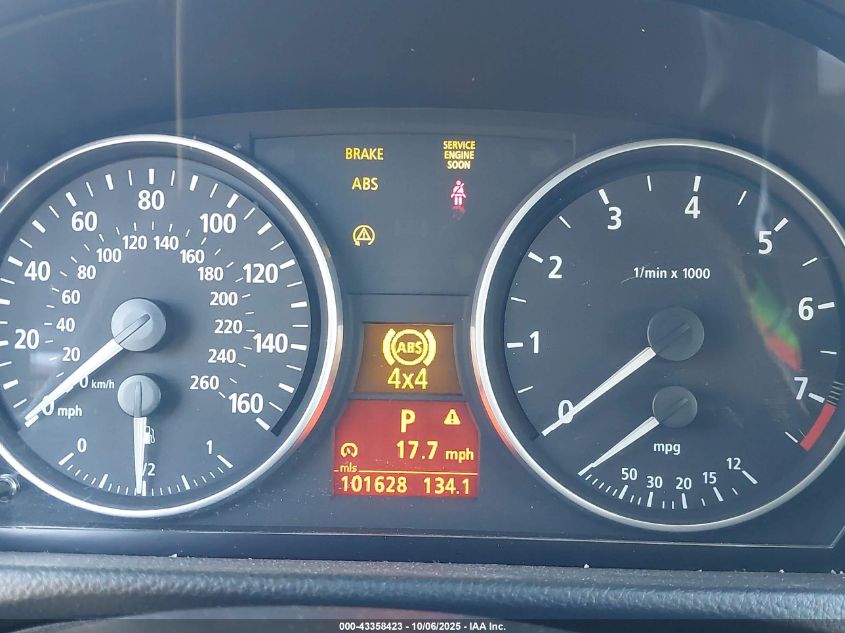 BRAKE
ABS
SERVICE
ENGINE
SOON
0 20 40 60 80 100 120 140 160
mph
0 20 40 60 80 100 120 140 160 180 200 220 240 260
km/h
0 1/2 1
0 1 2 3 4 5 6 7
1/min x 1000
50 30 20 15 12
mpg
ABS
4x4
P
17.7 mph
mls
101628 134.1
000-43358423 | 10/06/2025 - IAA Inc.